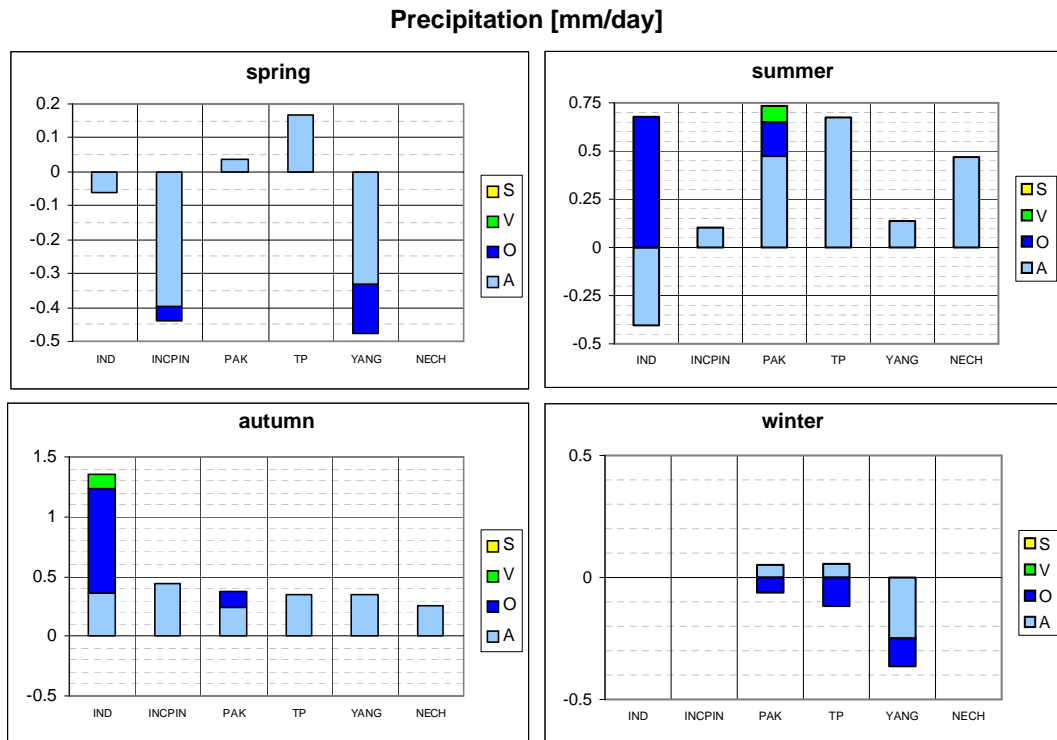 Precipitation [mm/day]
spring
0.2
0.1
0
-0.1
-0.2
-0.3
-0.4
-0.5
IND INCPIN PAK TP YANG NECH
S
V
O
A
summer
0.75
0.5
0.25
0
-0.25
-0.5
IND INCPIN PAK TP YANG NECH
S
V
O
A
autumn
1.5
1
0.5
0
-0.5
IND INCPIN PAK TP YANG NECH
S
V
O
A
winter
0.5
0
-0.5
IND INCPIN PAK TP YANG NECH
S
V
O
A